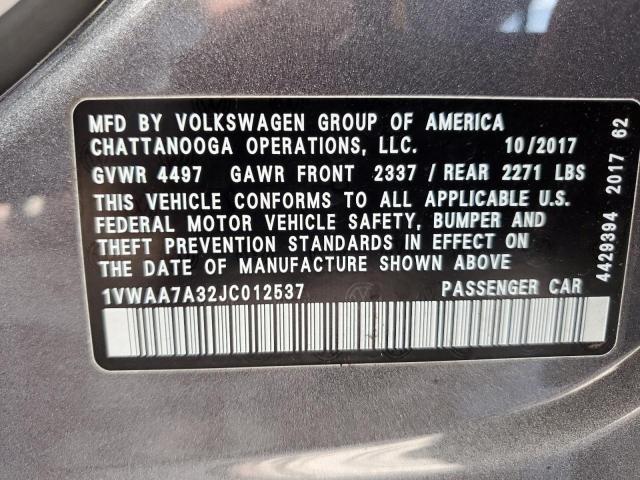 MFD BY VOLKSWAGEN GROUP OF AMERICA
CHATTANOOGA OPERATIONS, LLC. 10/2017
GVWR 4497 GAWR FRONT 2337 / REAR 2271 LBS
THIS VEHICLE CONFORMS TO ALL APPLICABLE U.S.
FEDERAL MOTOR VEHICLE SAFETY, BUMPER AND
THEFT PREVENTION STANDARDS IN EFFECT ON
THE DATE OF MANUFACTURE SHOWN ABOVE
1VWAA7A32JC012537 PASSENGER CAR
4429394 2017 62